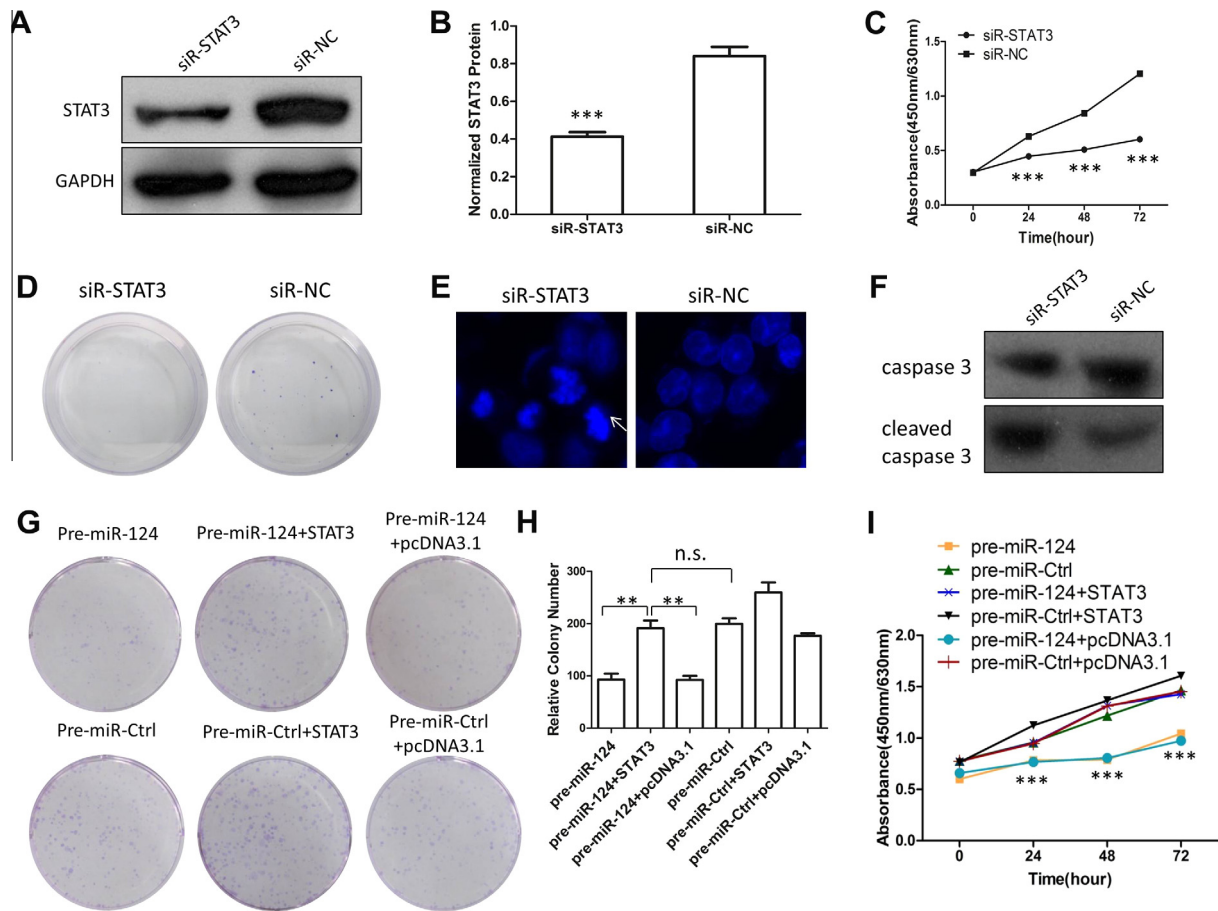 A
siR-STAT3
siR-NC
STAT3
GAPDH
B
Normalized STAT3 Protein
1.0
0.8
0.6
0.4
0.2
0.0
***
siR-STAT3
siR-NC
C
siR-STAT3
siR-NC
Absorbance(450nm/630nm)
1.5
1.0
0.5
0.0
***
***
***
0
24
48
72
Time(hour)
D
siR-STAT3
siR-NC
E
siR-STAT3
siR-NC
F
siR-STAT3
siR-NC
caspase 3
cleaved
caspase 3
G
Pre-miR-124
Pre-miR-124+STAT3
Pre-miR-124
+pcDNA3.1
Pre-miR-Ctrl
Pre-miR-Ctrl+STAT3
Pre-miR-Ctrl
+pcDNA3.1
H
n.s.
Relative Colony Number
300
200
100
0
**
**
pre-miR-124
pre-miR-124+STAT3
pre-miR-124+pcDNA3.1
pre-miR-Ctrl
pre-miR-Ctrl+STAT3
pre-miR-Ctrl+pcDNA3.1
I
pre-miR-124
pre-miR-Ctrl
pre-miR-124+STAT3
pre-miR-Ctrl+STAT3
pre-miR-124+pcDNA3.1
pre-miR-Ctrl+pcDNA3.1
Absorbance(450nm/630nm)
2.0
1.5
1.0
0.5
0.0
***
***
***
0
24
48
72
Time(hour)